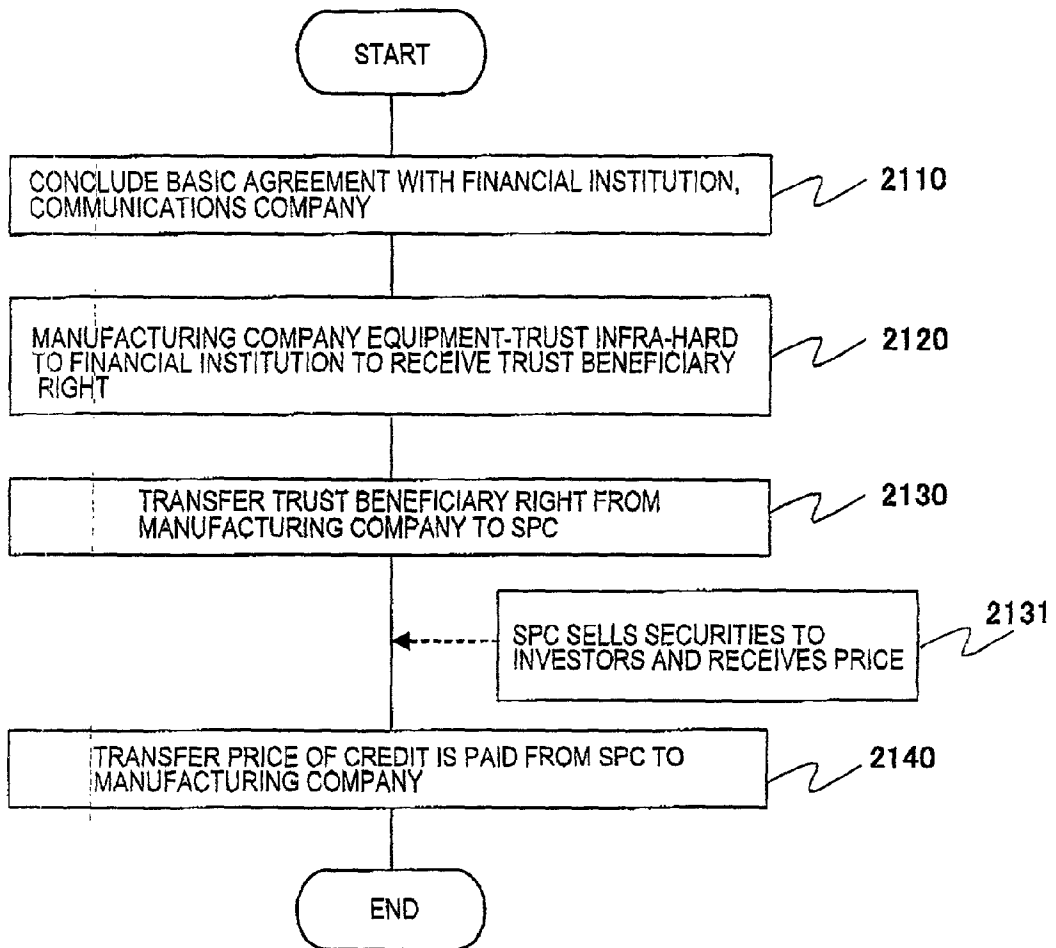 START
CONCLUDE BASIC AGREEMENT WITH FINANCIAL INSTITUTION,
COMMUNICATIONS COMPANY
2110
MANUFACTURING COMPANY EQUIPMENT-TRUST INFRA-HARD
TO FINANCIAL INSTITUTION TO RECEIVE TRUST BENEFICIARY
RIGHT
2120
TRANSFER TRUST BENEFICIARY RIGHT FROM
MANUFACTURING COMPANY TO SPC
2130
SPC SELLS SECURITIES TO
INVESTORS AND RECEIVES PRICE
2131
TRANSFER PRICE OF CREDIT IS PAID FROM SPC TO
MANUFACTURING COMPANY
2140
END